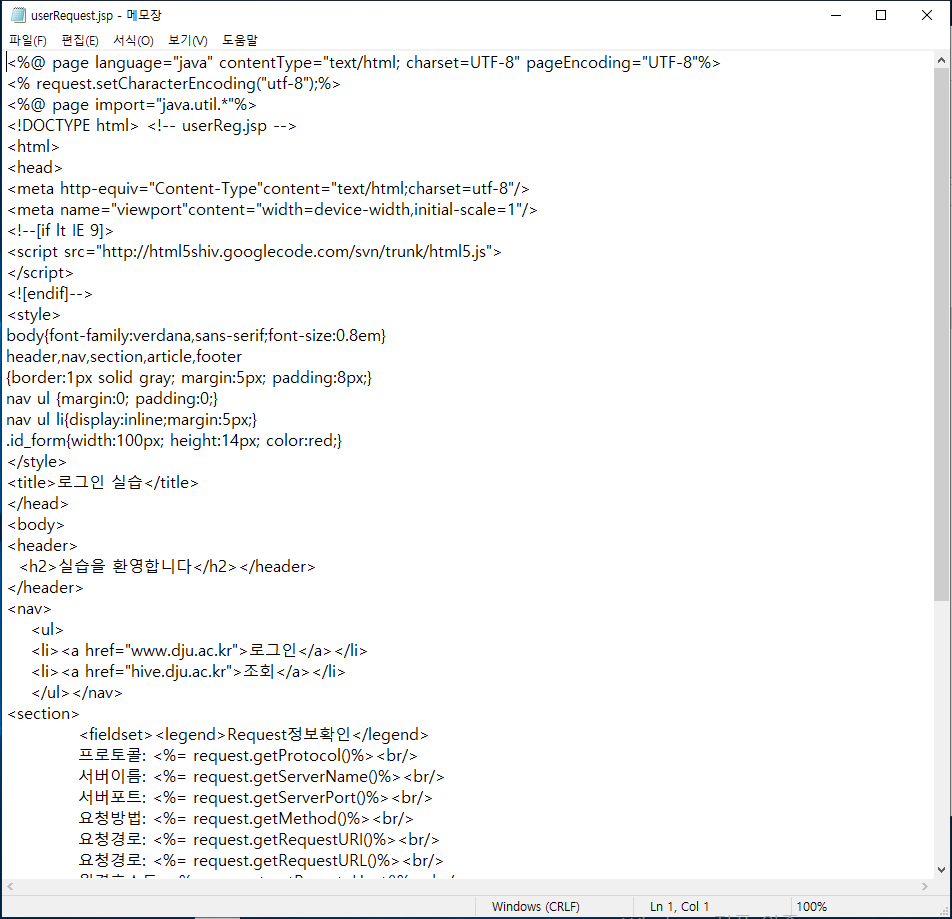 userRequest.jsp - 메모장
파일(F) 편집(E) 서식(O) 보기(V) 도움말
<%@ page language="java" contentType="text/html; charset=UTF-8" pageEncoding="UTF-8"%>
<% request.setCharacterEncoding("utf-8");%>
<%@ page import="java.util.*"%>
<!DOCTYPE html> <!-- userReg.jsp -->
<html>
<head>
<meta http-equiv="Content-Type"content="text/html;charset=utf-8"/>
<meta name="viewport"content="width=device-width,initial-scale=1"/>
<!--[if lt IE 9]>
<script src="http://html5shiv.googlecode.com/svn/trunk/html5.js">
</script>
<![endif]-->
<style>
body{font-family:verdana,sans-serif;font-size:0.8em}
header,nav,section,article,footer
{border:1px solid gray; margin:5px; padding:8px;}
nav ul {margin:0; padding:0;}
nav ul li{display:inline;margin:5px;}
.id_form{width:100px; height:14px; color:red;}
</style>
<title>로그인 실습</title>
</head>
<body>
<header>
<h2>실습을 환영합니다</h2></header>
</header>
<nav>
<ul>
<li><a href="www.dju.ac.kr">로그인</a></li>
<li><a href="hive.dju.ac.kr">조회</a></li>
</ul></nav>
<section>
<fieldset><legend>Request정보확인</legend>
프로토콜: <%= request.getProtocol()%><br/>
서버이름: <%= request.getServerName()%><br/>
서버포트: <%= request.getServerPort()%><br/>
요청방법: <%= request.getMethod()%><br/>
요청경로: <%= request.getRequestURI()%><br/>
요청경로: <%= request.getRequestURL()%><br/>
Windows (CRLF) Ln 1, Col 1 100%